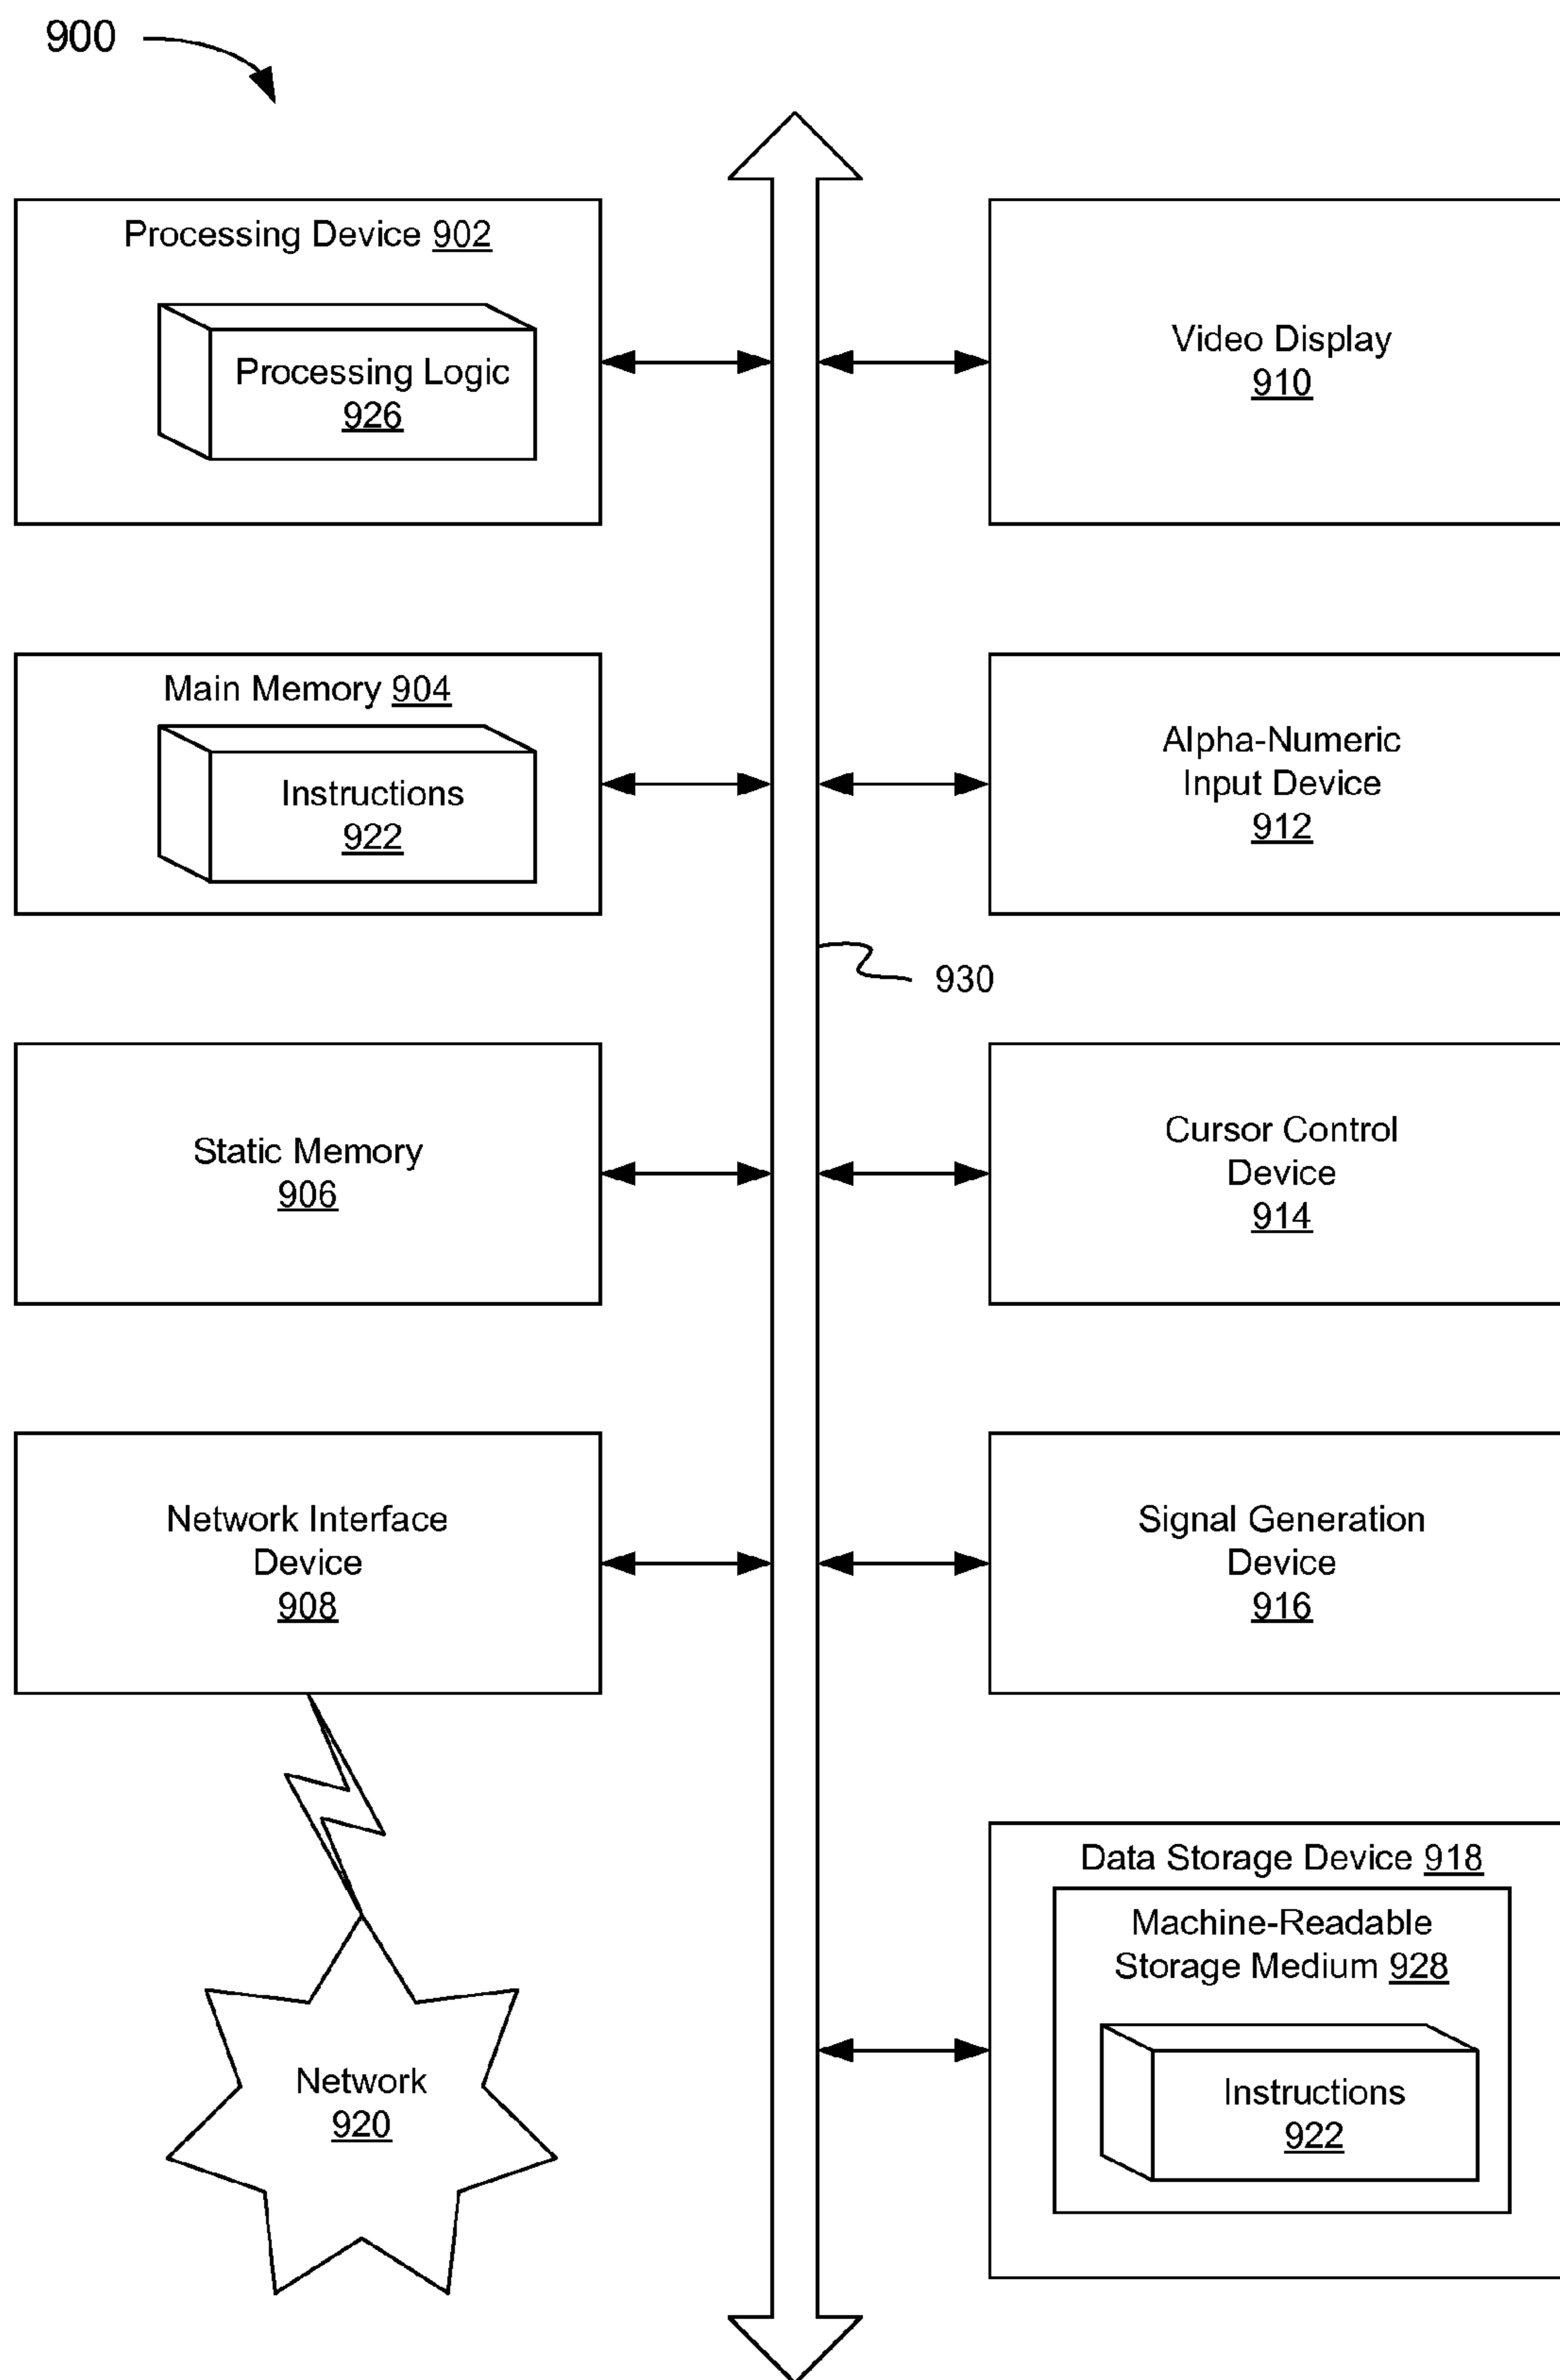 900
Processing Device 902
Processing Logic
926
Main Memory 904
Instructions
922
Static Memory
906
Network Interface
Device
908
Network
920
Video Display
910
Alpha-Numeric
Input Device
912
930
Cursor Control
Device
914
Signal Generation
Device
916
Data Storage Device 918
Machine-Readable
Storage Medium 928
Instructions
922